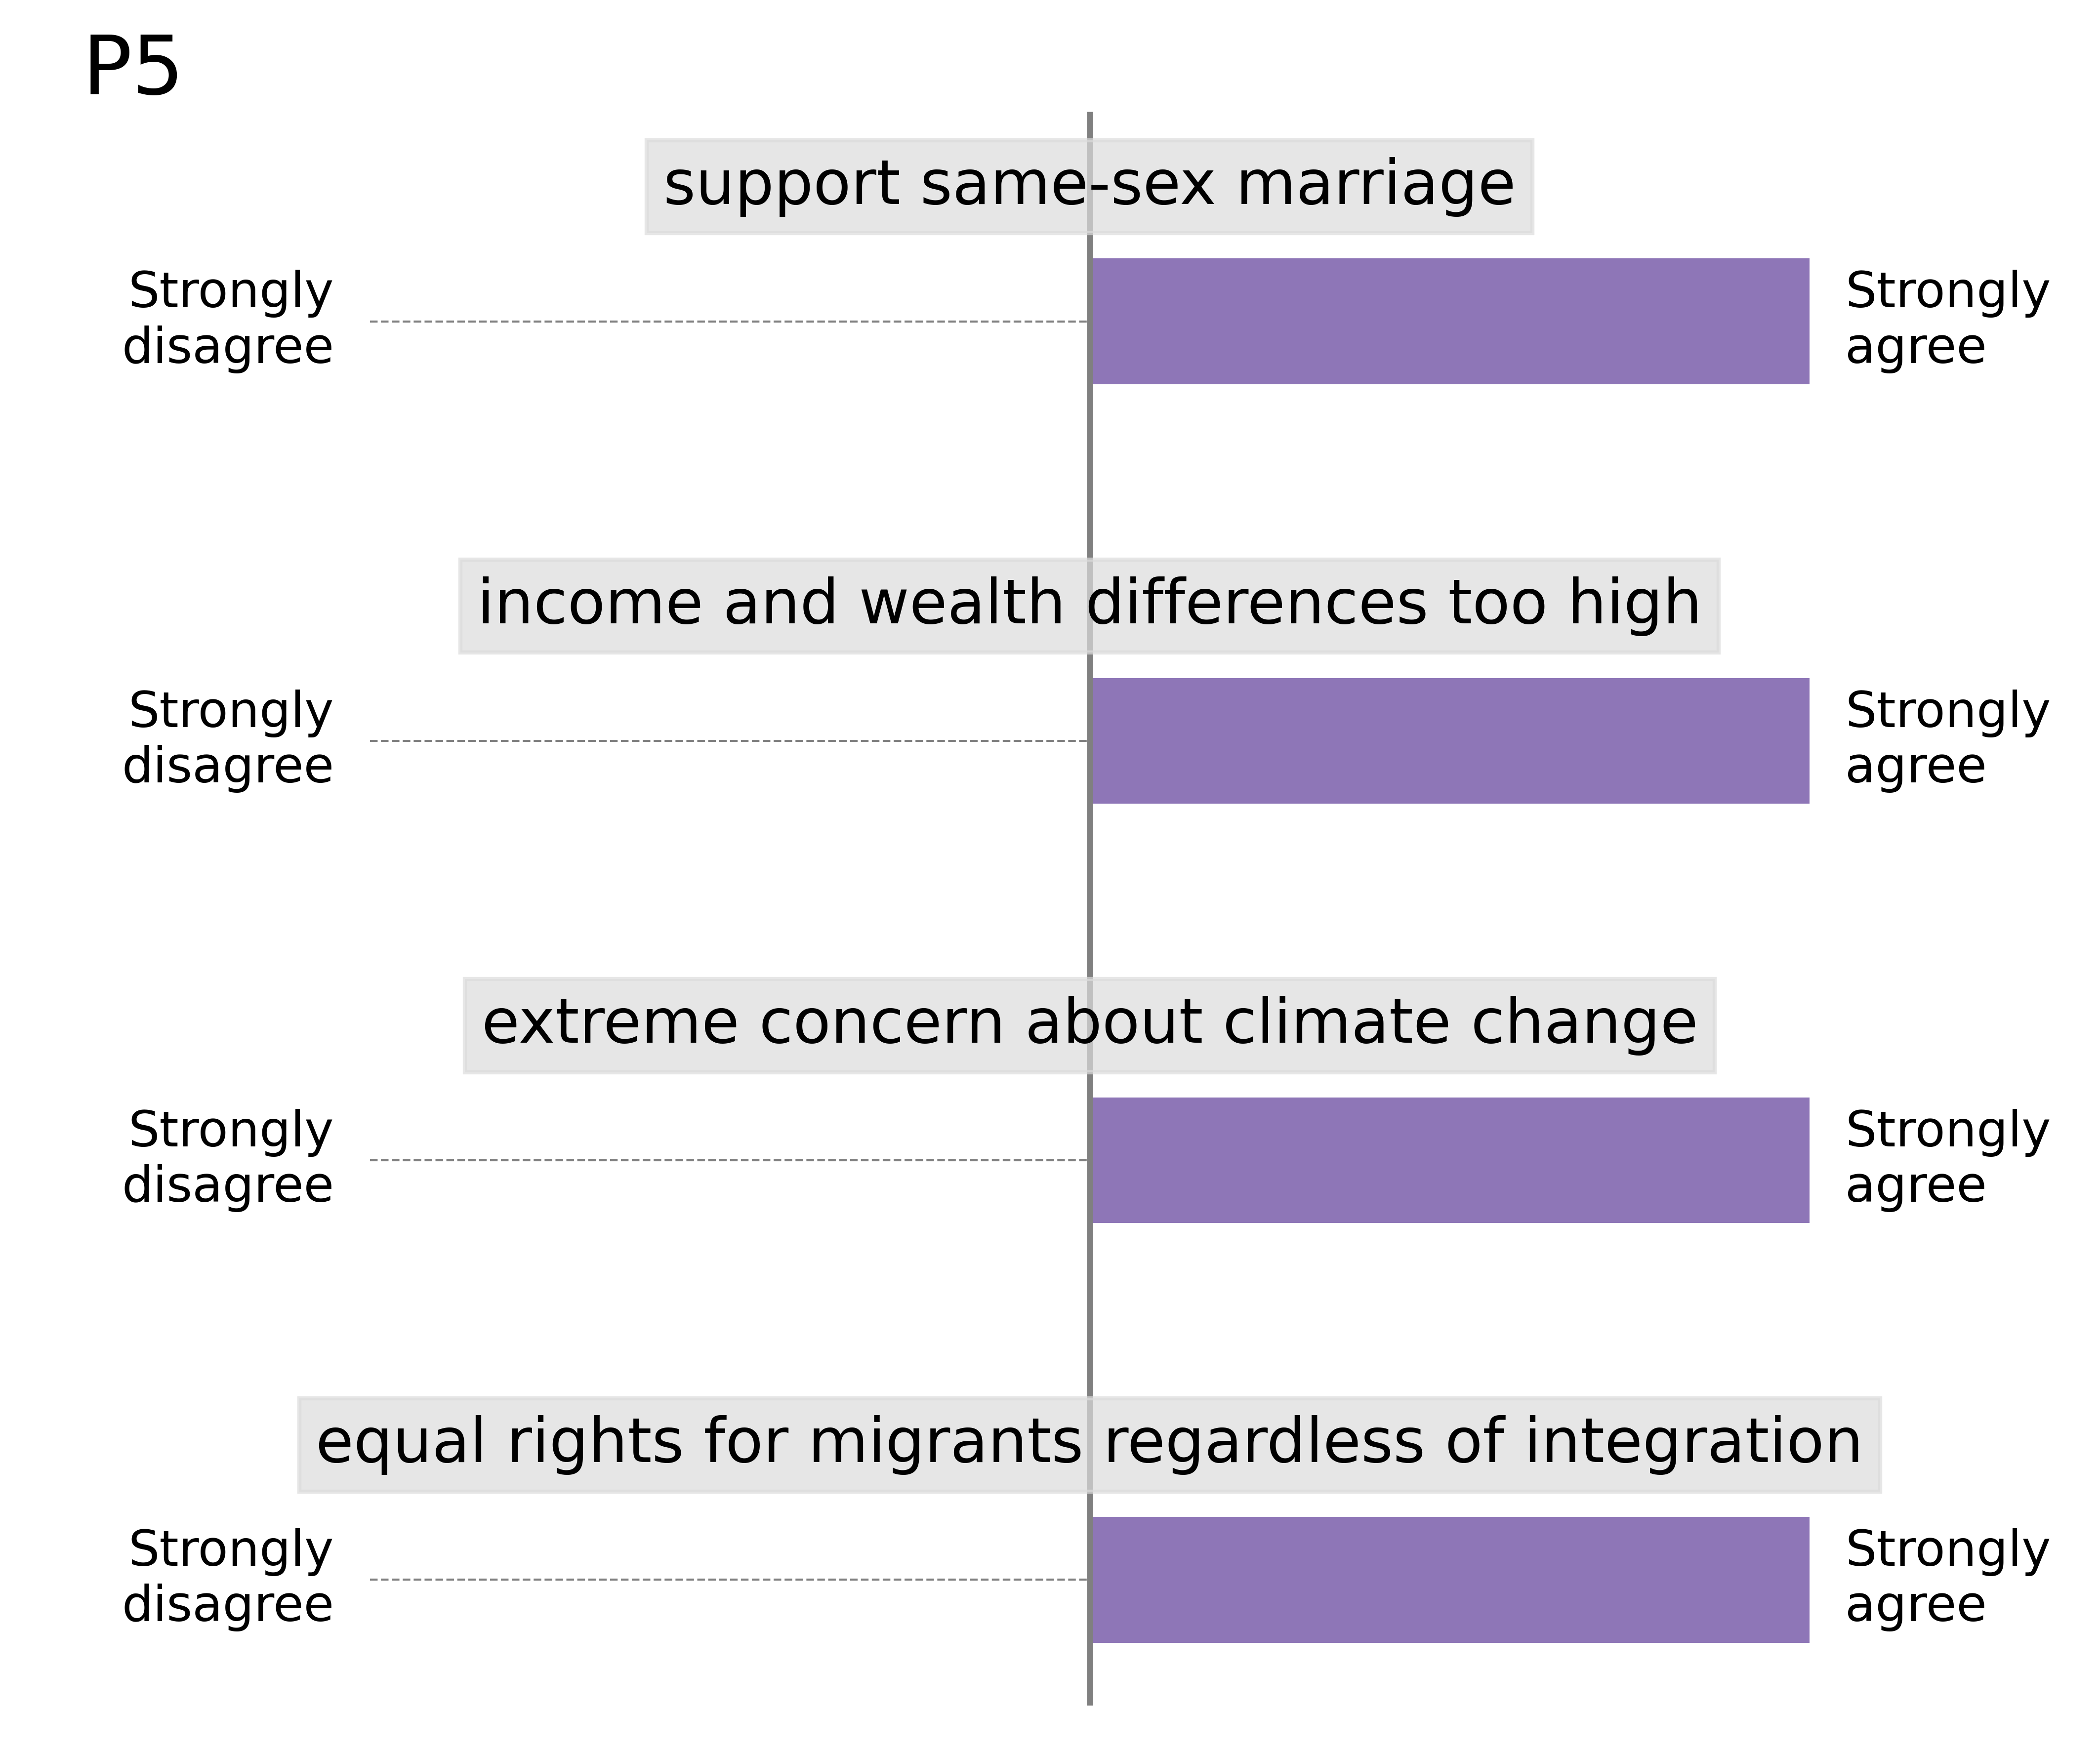 P5
support same-sex marriage
Strongly
disagree
Strongly
agree
income and wealth differences too high
Strongly
disagree
Strongly
agree
extreme concern about climate change
Strongly
disagree
Strongly
agree
equal rights for migrants regardless of integration
Strongly
disagree
Strongly
agree